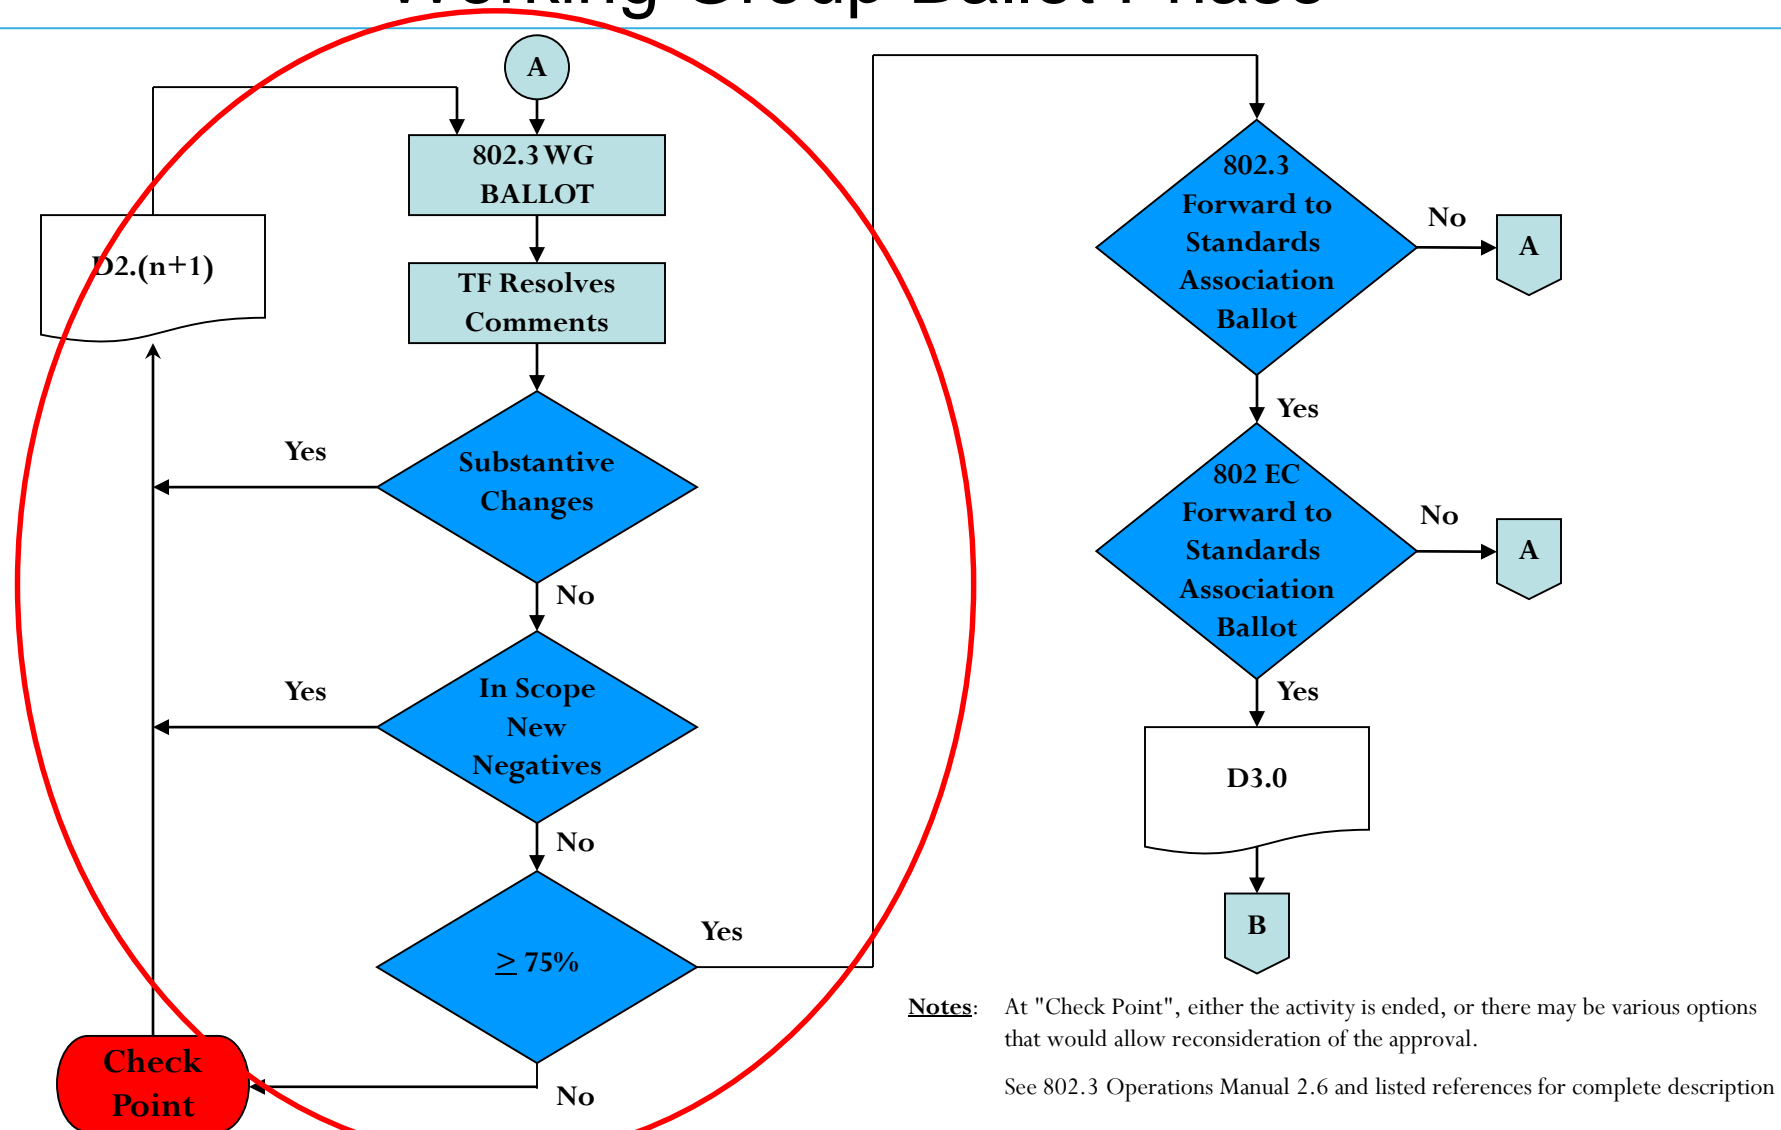 Working Group Ballot Phase
A
802.3 WG
BALLOT
D2.(n+1)
TF Resolves
Comments
Yes
Substantive
Changes
No
Yes
In Scope
New
Negatives
No
Yes
≥ 75%
Check
Point
No
802.3
Forward to
Standards
Association
Ballot
No
A
Yes
802 EC
Forward to
Standards
Association
Ballot
No
A
Yes
D3.0
B
Notes: At "Check Point", either the activity is ended, or there may be various options
that would allow reconsideration of the approval.
See 802.3 Operations Manual 2.6 and listed references for complete description